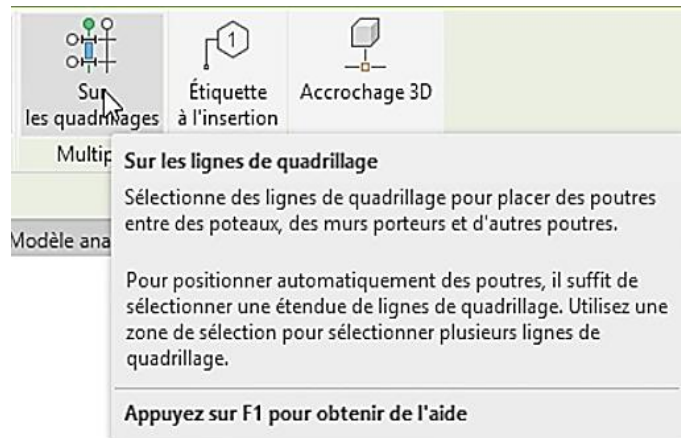 1
Sur
les quadrillages
Étiquette
à l'insertion
Accrochage 3D
Multip
Sur les lignes de quadrillage
Sélectionne des lignes de quadrillage pour placer des poutres
entre des poteaux, des murs porteurs et d'autres poutres.
Modèle ana
Pour positionner automatiquement des poutres, il suffit de
sélectionner une étendue de lignes de quadrillage. Utilisez une
zone de sélection pour sélectionner plusieurs lignes de
quadrillage.
Appuyez sur F1 pour obtenir de l'aide